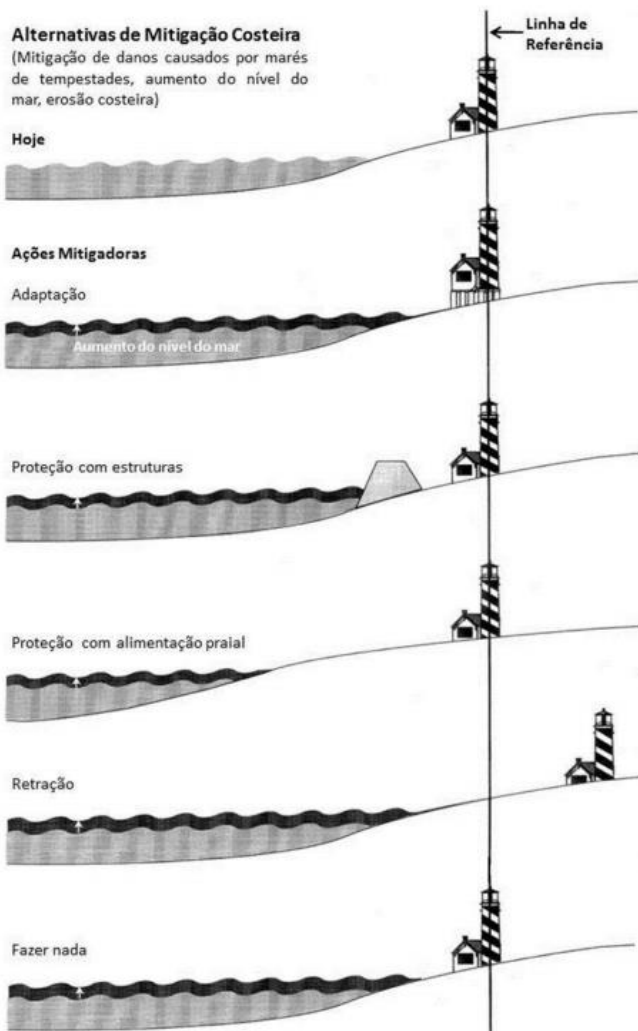 Alternativas de Mitigação Costeira
(Mitigação de danos causados por marés
de tempestades, aumento do nível do
mar, erosão costeira)
Linha de
Referência
Hoje
Ações Mitigadoras
Adaptação
Aumento do nível do mar
Proteção com estruturas
Proteção com alimentação praial
Retração
Fazer nada